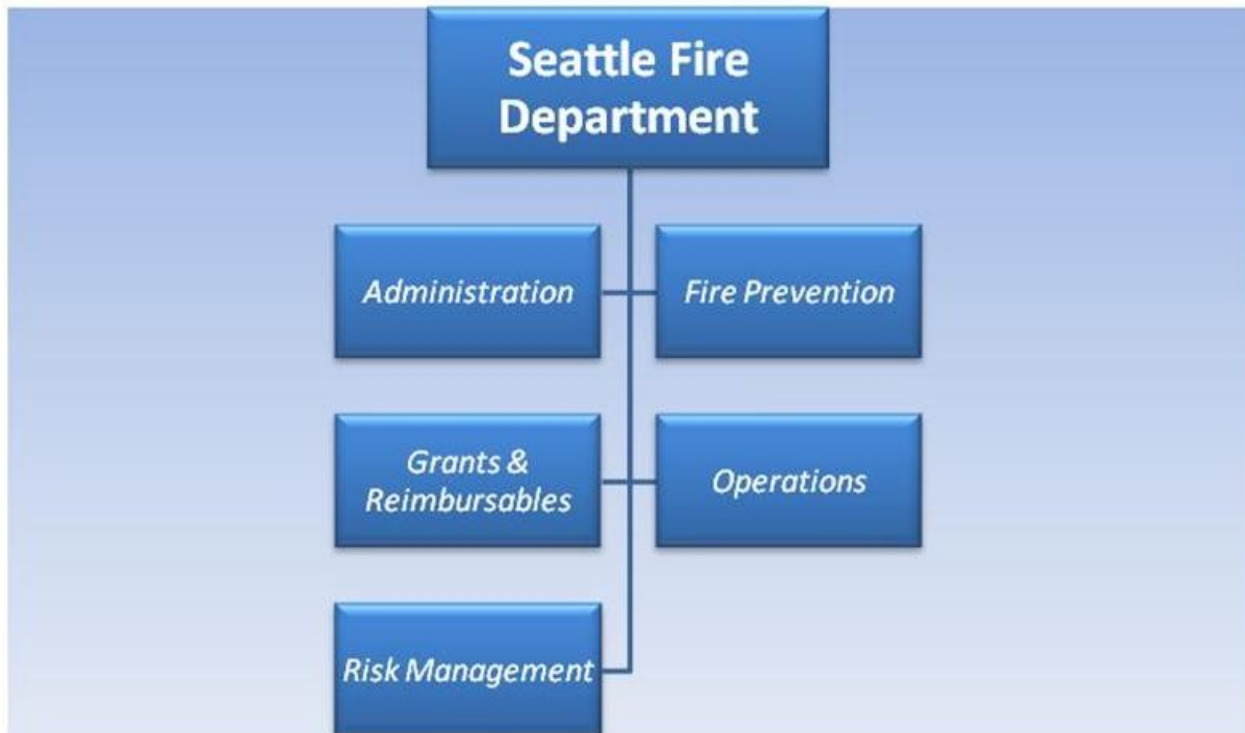 Seattle Fire
Department
Administration
Fire Prevention
Grants &
Reimbursables
Operations
Risk Management